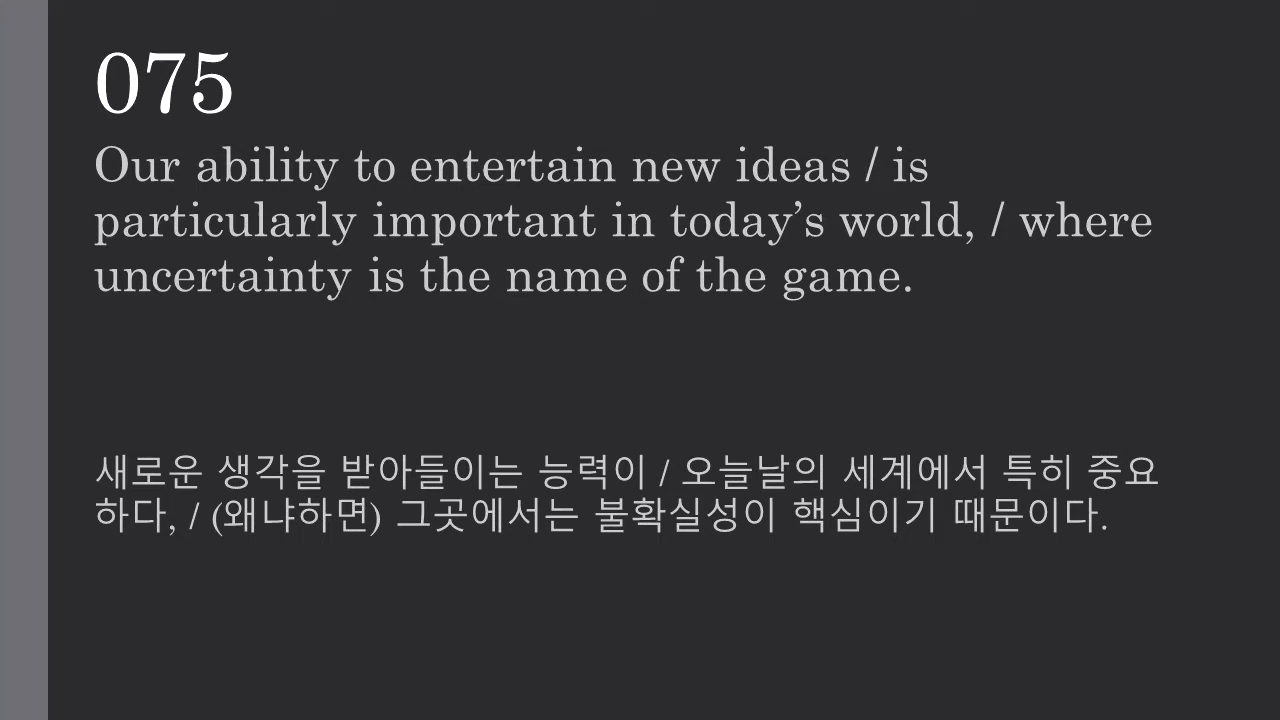 075
Our ability to entertain new ideas / is
particularly important in today’s world, / where
uncertainty is the name of the game.
새로운 생각을 받아들이는 능력이 / 오늘날의 세계에서 특히 중요
하다, / (왜냐하면) 그곳에서는 불확실성이 핵심이기 때문이다.